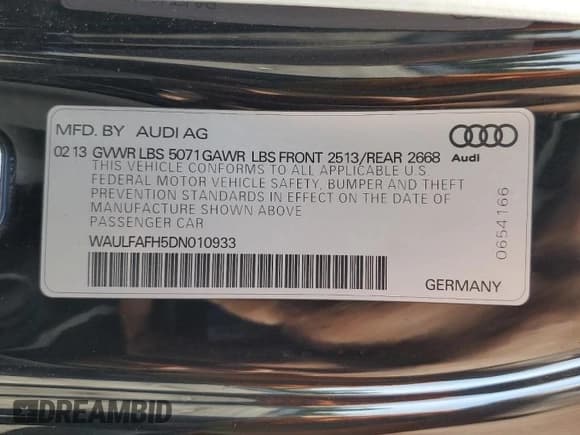 MFD. BY AUDI AG
02 13 GVWR LBS 5071 GAWR LBS FRONT 2513/REAR 2668
Audi
THIS VEHICLE CONFORMS TO ALL APPLICABLE U.S
FEDERAL MOTOR VEHICLE SAFETY, BUMPER AND THEFT
PREVENTION STANDARDS IN EFFECT ON THE DATE OF
MANUFACTURE SHOWN ABOVE
PASSENGER CAR
WAULFAFH5DN010933
0654166
GERMANY
DREAMBID